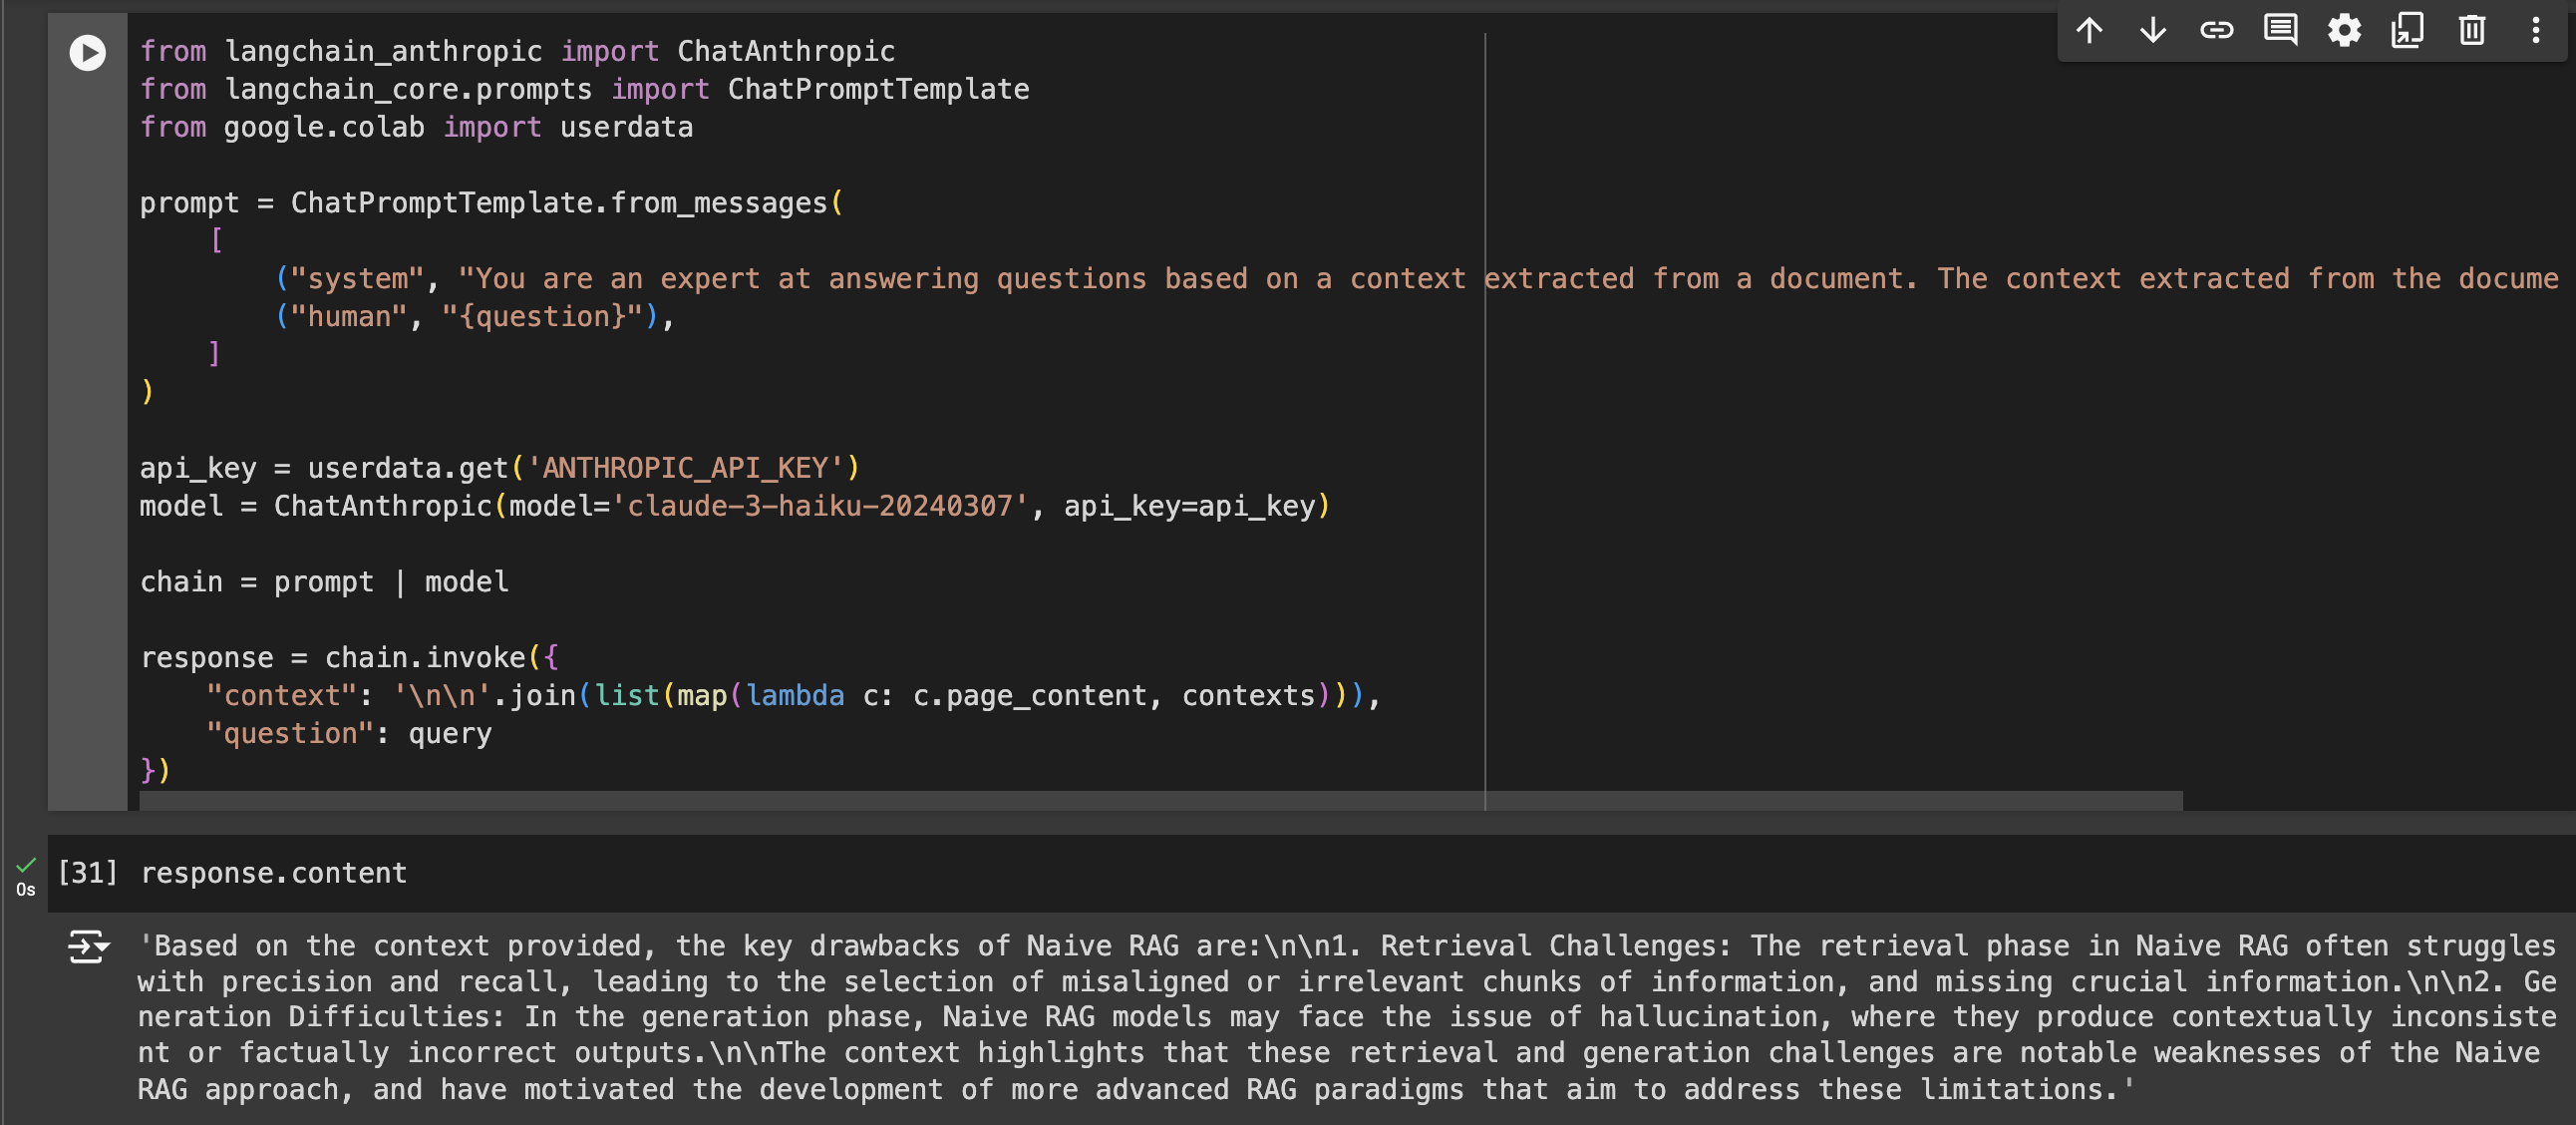 from langchain_anthropic import ChatAnthropic
from langchain_core.prompts import ChatPromptTemplate
from google.colab import userdata
prompt = ChatPromptTemplate.from_messages(
[
("system", "You are an expert at answering questions based on a context extracted from a document. The context extracted from the docume
("human", "{question}"),
]
)
api_key = userdata.get('ANTHROPIC_API_KEY')
model = ChatAnthropic(model='claude-3-haiku-20240307', api_key=api_key)
chain = prompt | model
response = chain.invoke({
"context": '\n\n'.join(list(map(lambda c: c.page_content, contexts))),
"question": query
})
[31] response.content
0s
'Based on the context provided, the key drawbacks of Naive RAG are:\n\n1. Retrieval Challenges: The retrieval phase in Naive RAG often struggles
with precision and recall, leading to the selection of misaligned or irrelevant chunks of information, and missing crucial information.\n\n2. Ge
neration Difficulties: In the generation phase, Naive RAG models may face the issue of hallucination, where they produce contextually inconsiste
nt or factually incorrect outputs.\n\nThe context highlights that these retrieval and generation challenges are notable weaknesses of the Naive
RAG approach, and have motivated the development of more advanced RAG paradigms that aim to address these limitations.'